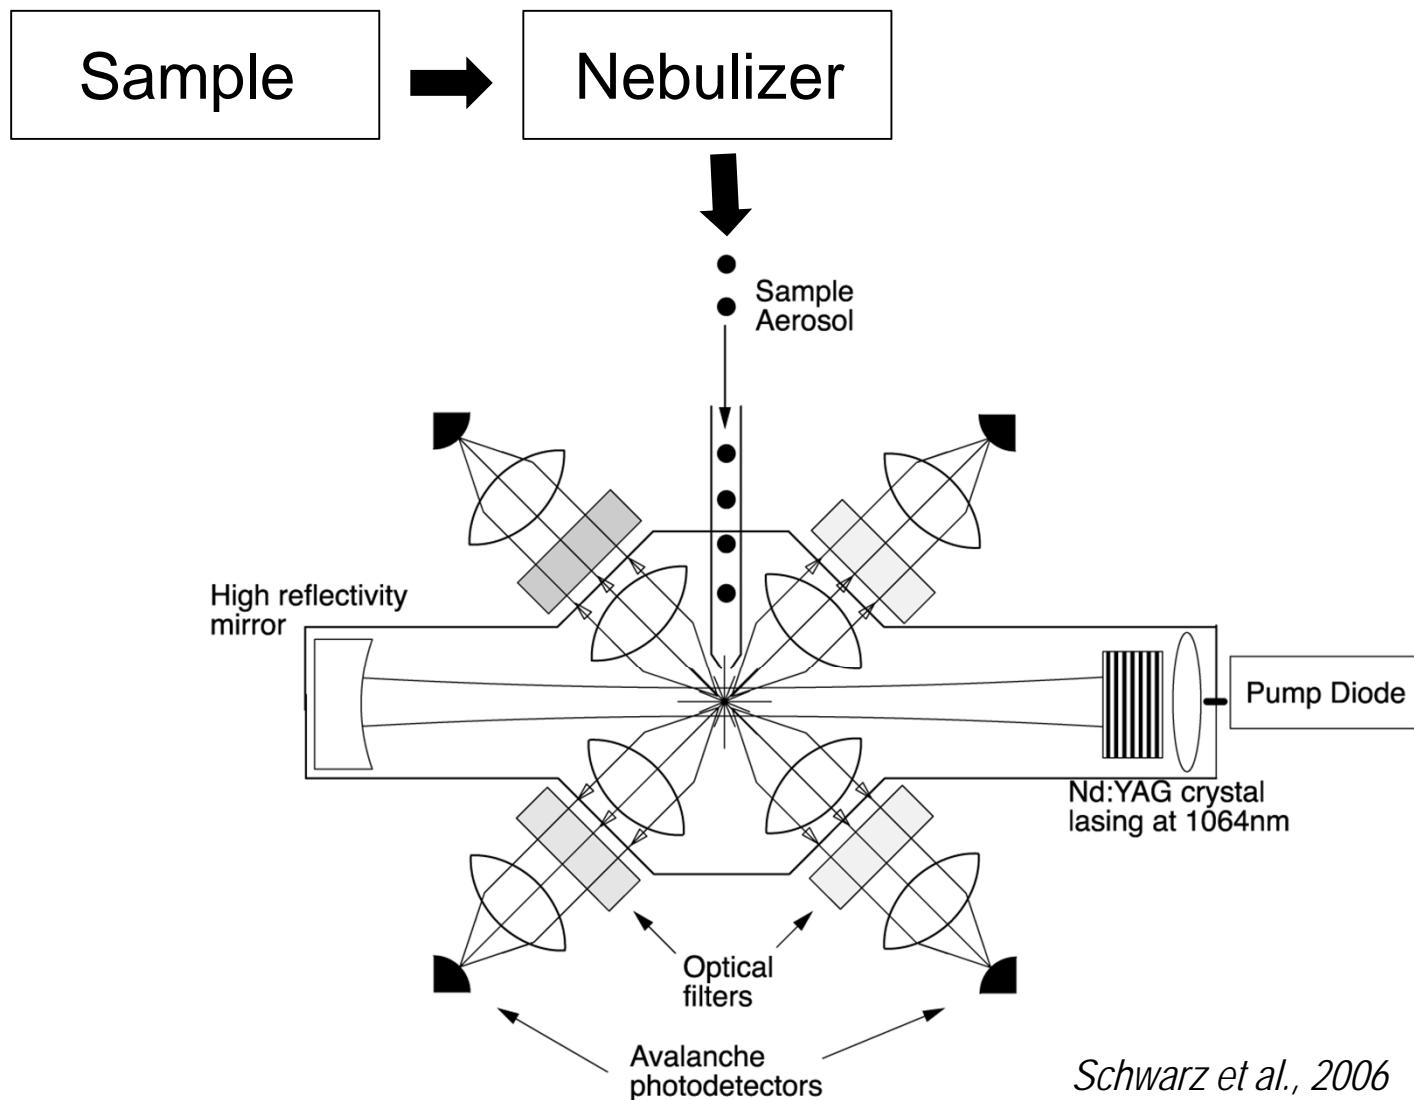 Sample
Nebulizer
Sample
Aerosol
High reflectivity
mirror
Pump Diode
Nd:YAG crystal
lasing at 1064nm
Optical
filters
Avalanche
photodetectors
Schwarz et al., 2006